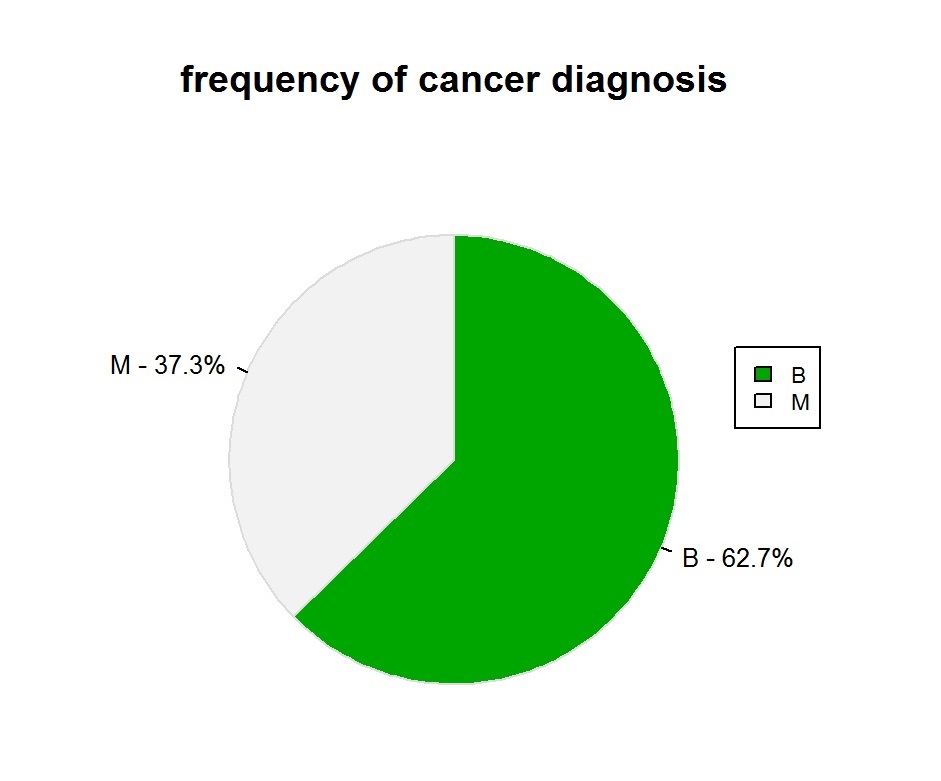 frequency of cancer diagnosis
M - 37.3%
B
M
B - 62.7%